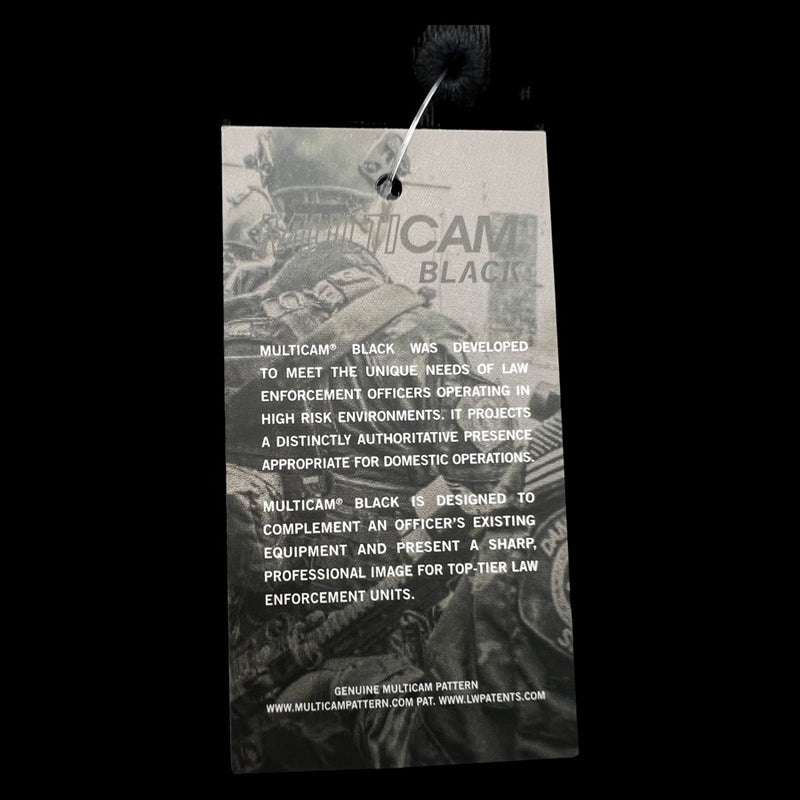 MULTICAM
BLACK
MULTICAM® BLACK WAS DEVELOPED
TO MEET THE UNIQUE NEEDS OF LAW
ENFORCEMENT OFFICERS OPERATING IN
HIGH RISK ENVIRONMENTS. IT PROJECTS
A DISTINCTLY AUTHORITATIVE PRESENCE
APPROPRIATE FOR DOMESTIC OPERATIONS.
MULTICAM® BLACK IS DESIGNED TO
COMPLEMENT AN OFFICER'S EXISTING
EQUIPMENT AND PRESENT A SHARP,
PROFESSIONAL IMAGE FOR TOP-TIER LAW
ENFORCEMENT UNITS.
GENUINE MULTICAM PATTERN
WWW.MULTICAMPATTERN.COM PAT. WWW.LWPATENTS.COM